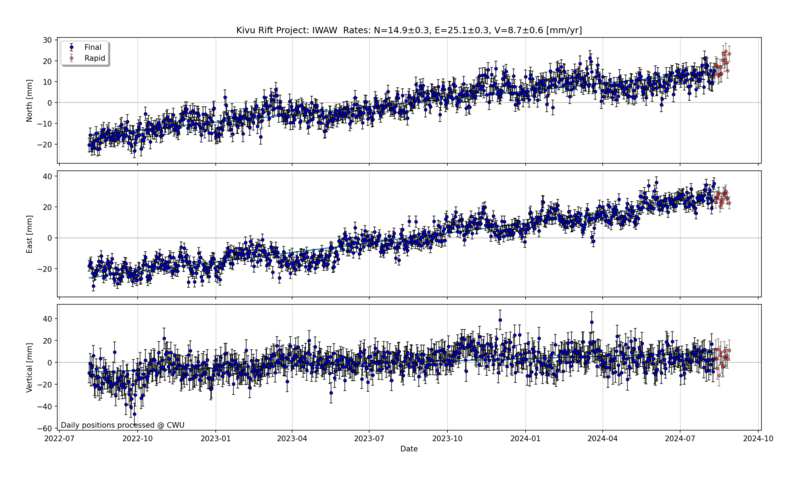 Kivu Rift Project: IWAW  Rates: N=14.9±0.3, E=25.1±0.3, V=8.7±0.6 [mm/yr]
Final
Rapid
North [mm]
30
20
10
0
−10
−20
East [mm]
40
20
0
−20
Vertical [mm]
40
20
0
−20
−40
−60
Daily positions processed @ CWU
2022-07 2022-10 2023-01 2023-04 2023-07 2023-10 2024-01 2024-04 2024-07 2024-10
Date